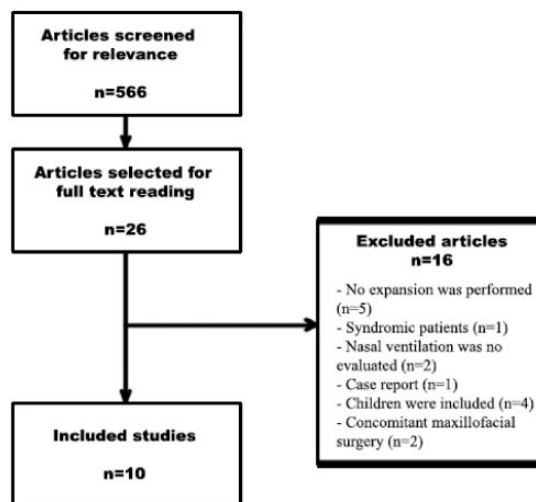 Articles screened
for relevance
n=566
Articles selected for
full text reading
n=26
Excluded articles
n=16
- No expansion was performed
(n=5)
- Syndromic patients (n=1)
- Nasal ventilation was no
evaluated (n=2)
- Case report (n=1)
- Children were included (n=4)
- Concomitant maxillofacial
surgery (n=2)
Included studies
n=10